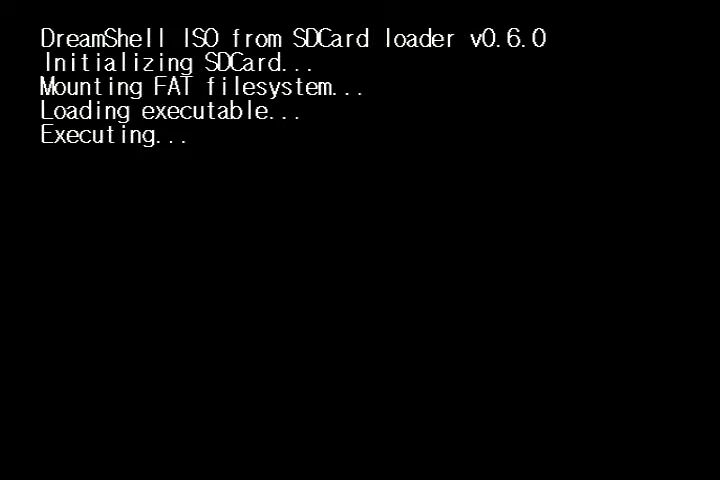 DreamShell ISO from SDCard loader v0.6.0
Initializing SDCard...
Mounting FAT filesystem...
Loading executable...
Executing...